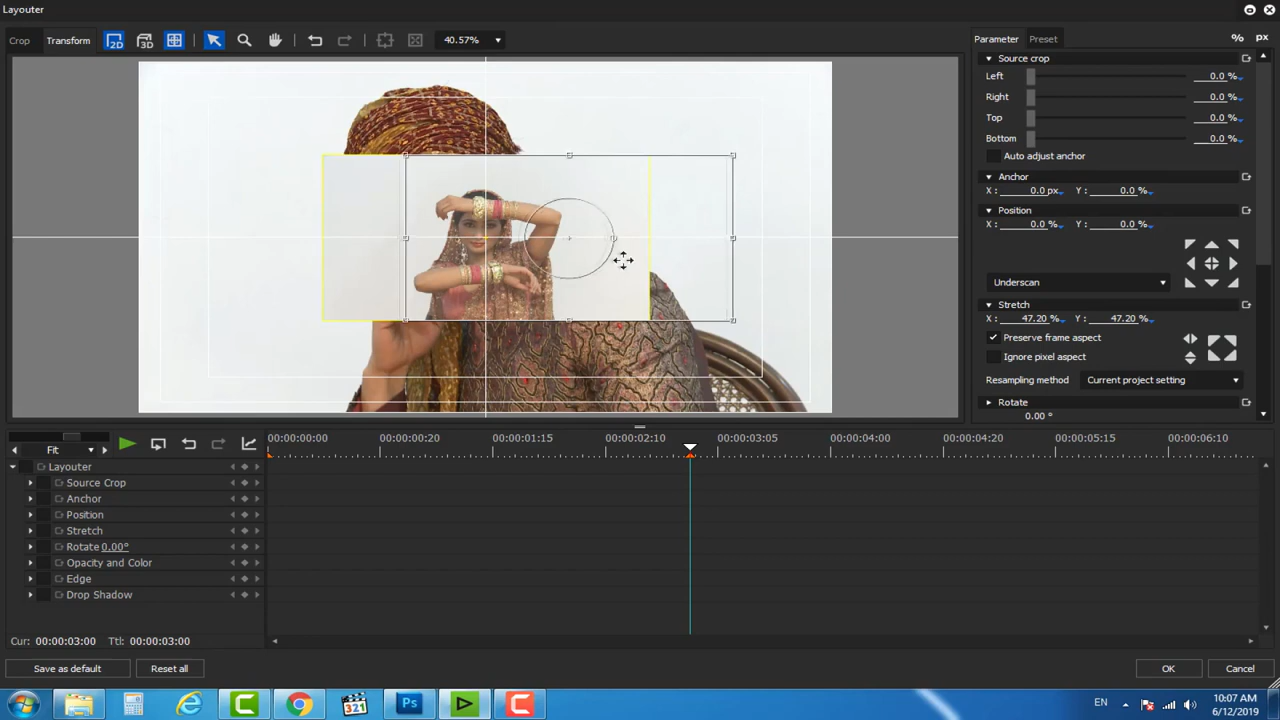 Layouter
Crop Transform 2D 3D 40.57% Parameter Preset % px
Source crop
Left 0.0 %
Right 0.0 %
Top 0.0 %
Bottom 0.0 %
Auto adjust anchor
Anchor
X : 0.0 px Y : 0.0 %
Position
X : 0.0 % Y : 0.0 %
Underscan
Stretch
X : 47.20 % Y : 47.20 %
Preserve frame aspect
Ignore pixel aspect
Resampling method Current project setting
Rotate
0.00 °
Fit
00:00:00:00 00:00:00:20 00:00:01:15 00:00:02:10 00:00:03:05 00:00:04:00 00:00:04:20 00:00:05:15 00:00:06:10
Layouter
Source Crop
Anchor
Position
Stretch
Rotate 0.00°
Opacity and Color
Edge
Drop Shadow
Cur: 00:00:03:00 Ttl: 00:00:03:00
Save as default Reset all OK Cancel
321 Ps EN 10:07 AM
6/12/2019